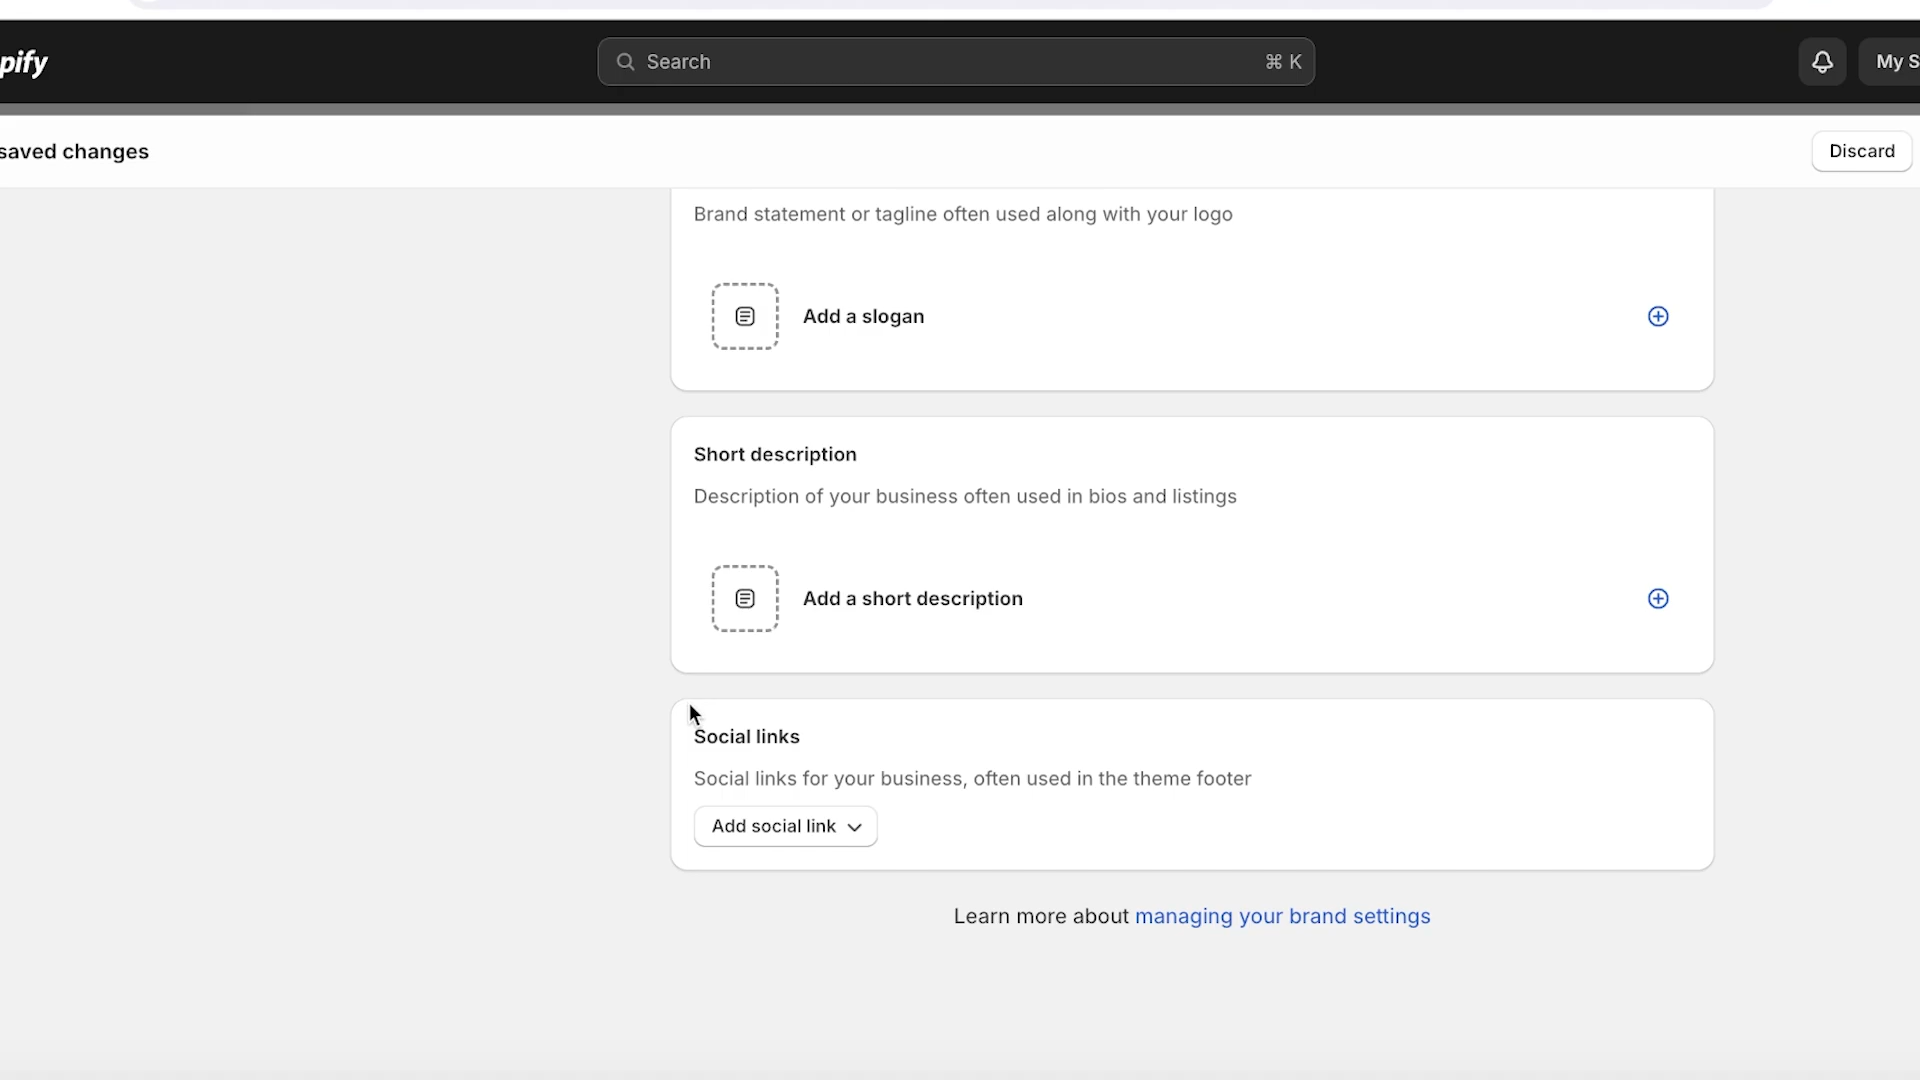 pify
Search
⌘ K
My S
saved changes
Discard
Brand statement or tagline often used along with your logo
Add a slogan
Short description
Description of your business often used in bios and listings
Add a short description
Social links
Social links for your business, often used in the theme footer
Add social link
Learn more about managing your brand settings